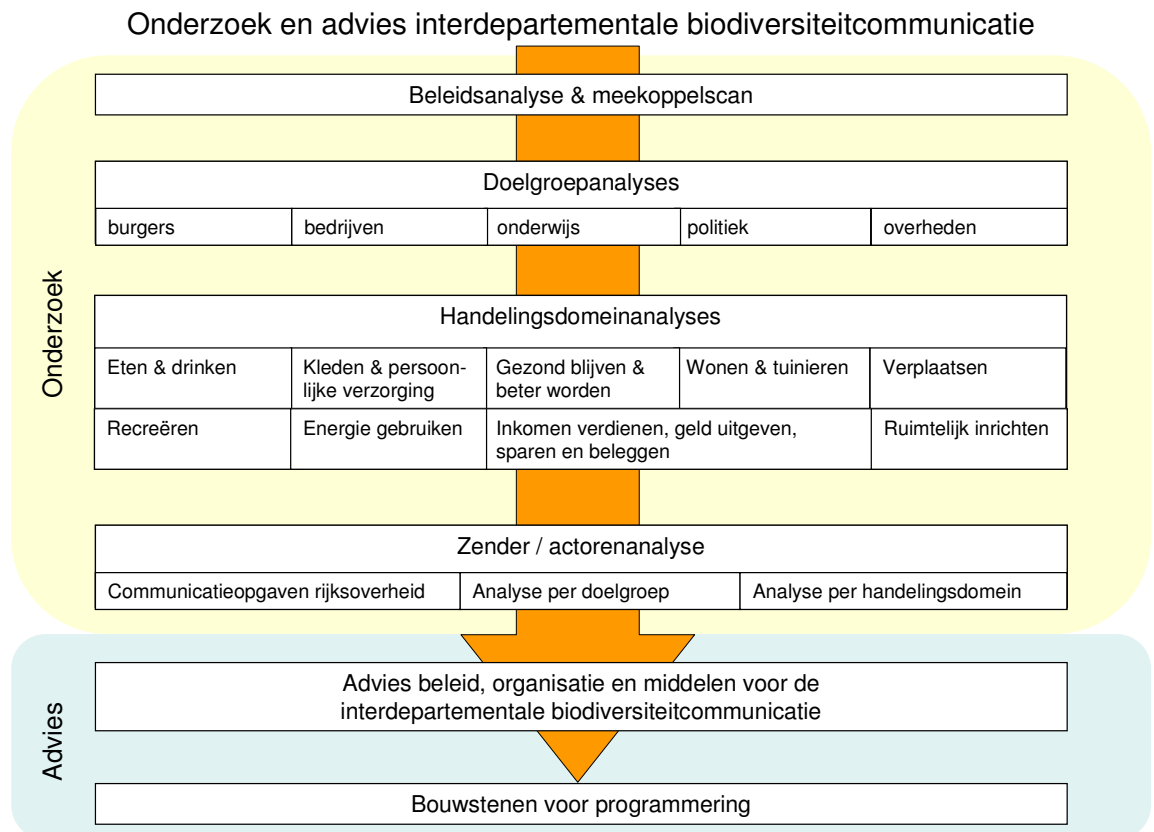 Onderzoek en advies interdepartementale biodiversiteitcommunicatie
Onderzoek
Beleidsanalyse & meekoppelscan
Doelgroepanalyses
burgers
bedrijven
onderwijs
politiek
overheden
Handelingsdomeinanalyses
Eten & drinken
Kleden & persoon-
lijke verzorging
Gezond blijven &
beter worden
Wonen & tuinieren
Verplaatsen
Recreëren
Energie gebruiken
Inkomen verdienen, geld uitgeven,
sparen en beleggen
Ruimtelijk inrichten
Zender / actorenanalyse
Communicatieopgaven rijksoverheid
Analyse per doelgroep
Analyse per handelingsdomein
Advies
Advies beleid, organisatie en middelen voor de
interdepartementale biodiversiteitcommunicatie
Bouwstenen voor programmering